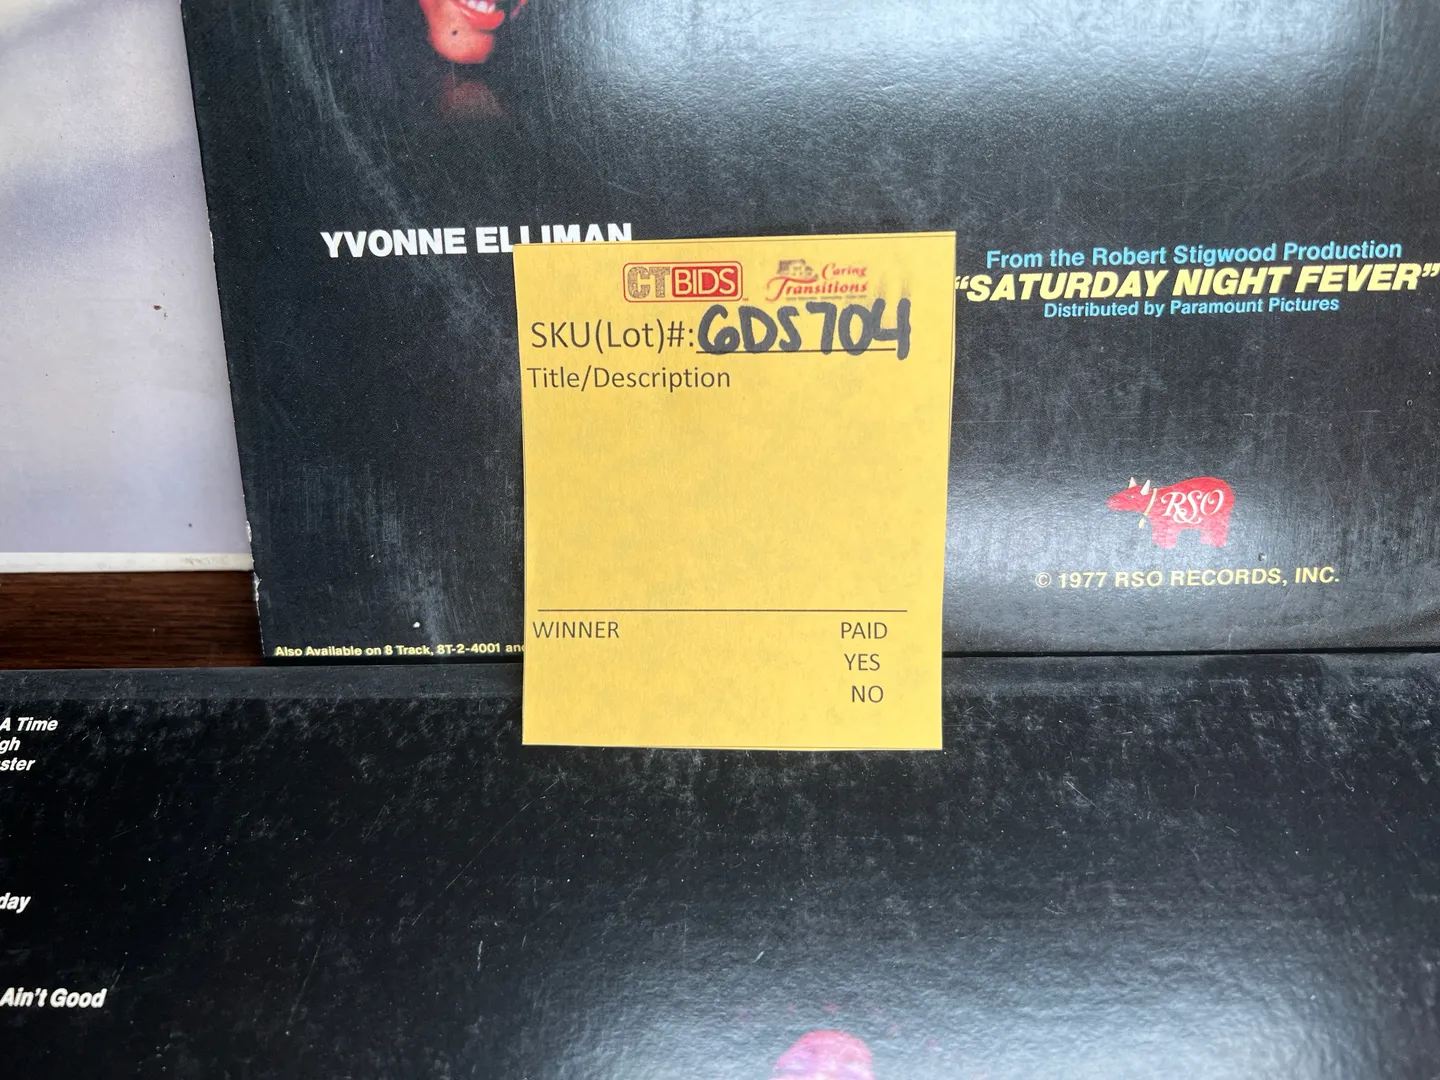 YVONNE ELLIMAN
From the Robert Stigwood Production
"SATURDAY NIGHT FEVER"
Distributed by Paramount Pictures
CTBIDS
Caring
Transitions
SKU(Lot)#: GDS704
Title/Description
RSO
© 1977 RSO RECORDS, INC.
WINNER PAID
YES
NO
Also Available on 8 Track, 8T-2-4001 and
A Time
gh
ster
day
Ain't Good